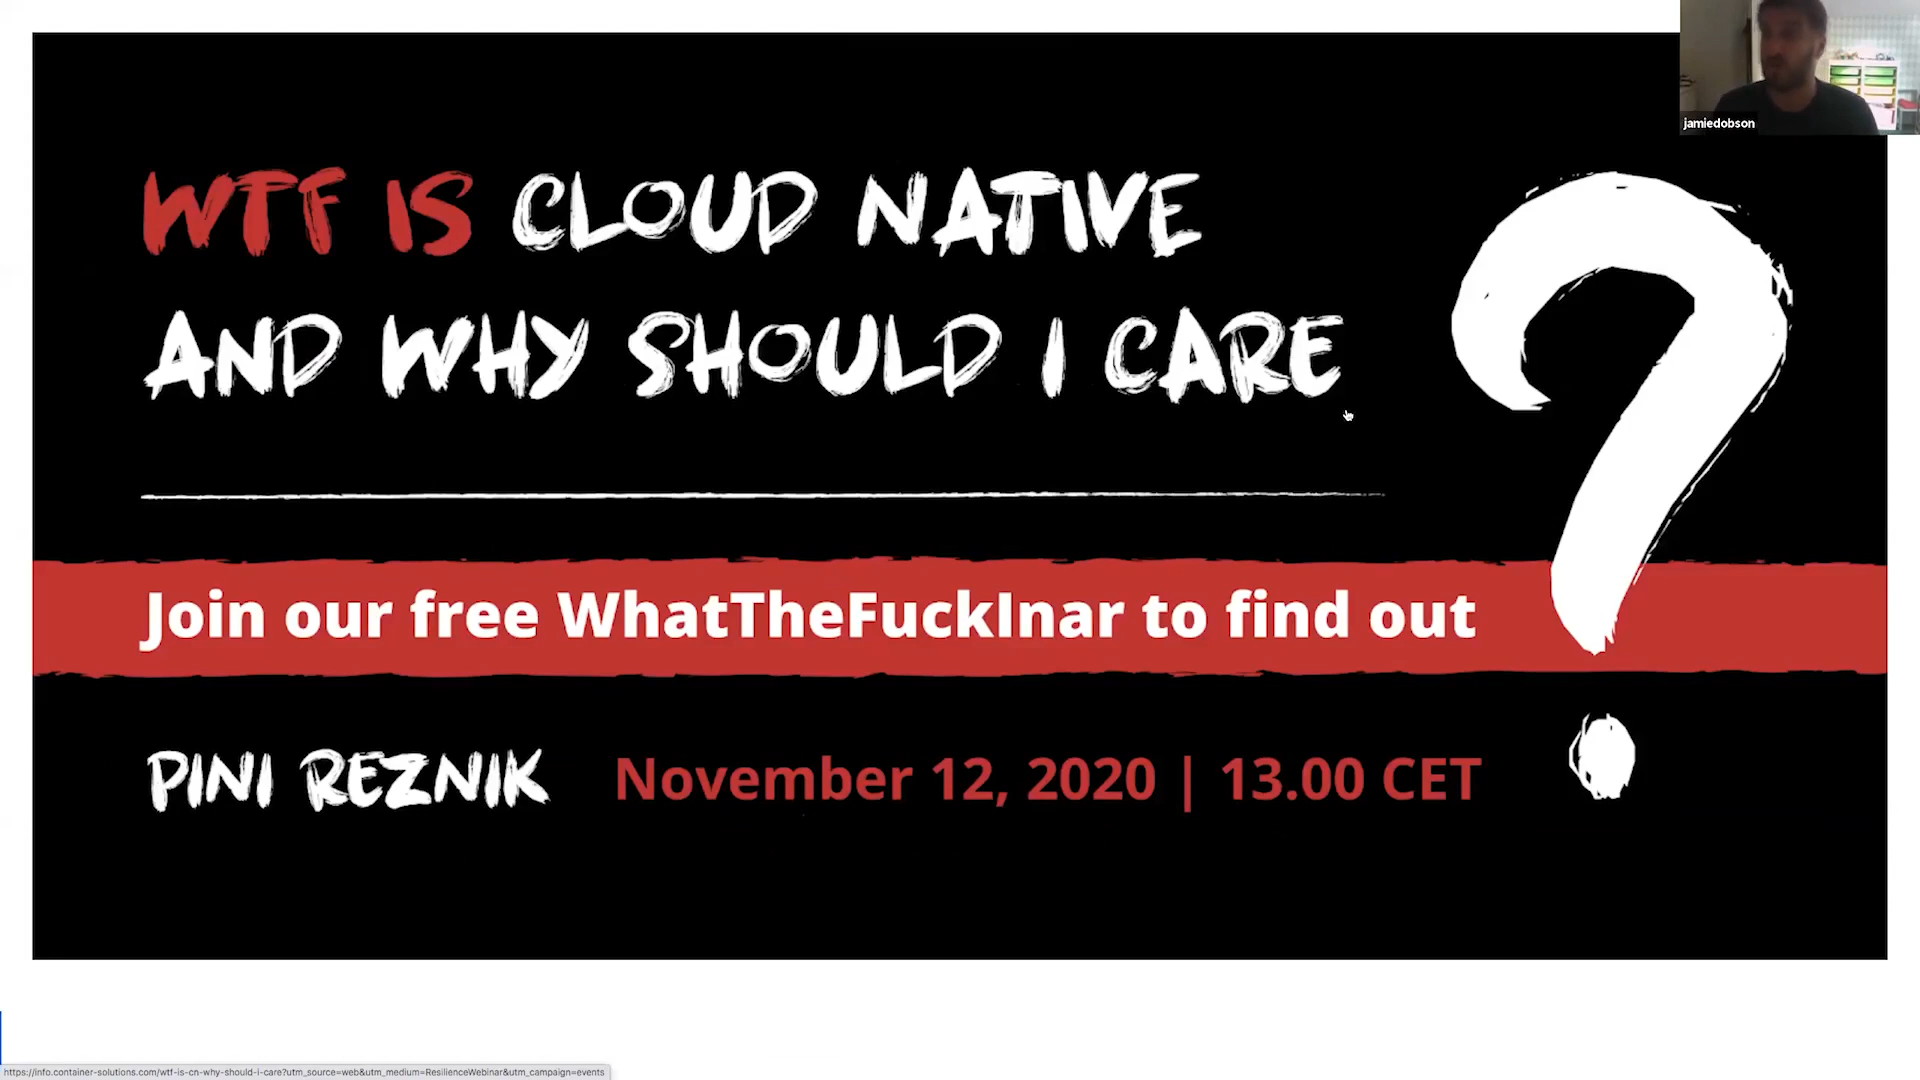 jamiedobson
WTF IS CLOUD NATIVE
AND WHY SHOULD I CARE
?
Join our free WhatTheFuckInar to find out
PINI REZNIK November 12, 2020 | 13.00 CET
https://info.container-solutions.com/wtf-is-cn-why-should-i-care?utm_source=web&utm_medium=ResilienceWebinar&utm_campaign=events